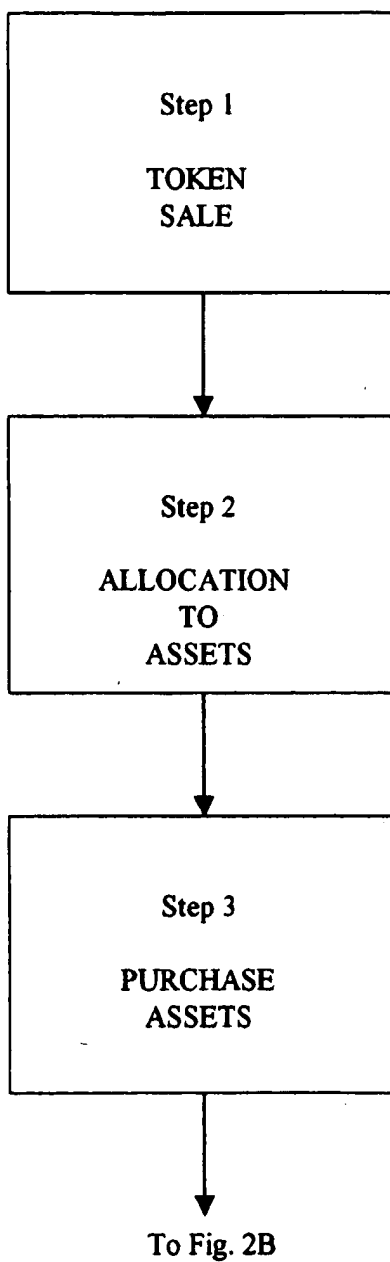 Step 1
TOKEN
SALE
Step 2
ALLOCATION
TO
ASSETS
Step 3
PURCHASE
ASSETS
To Fig. 2B